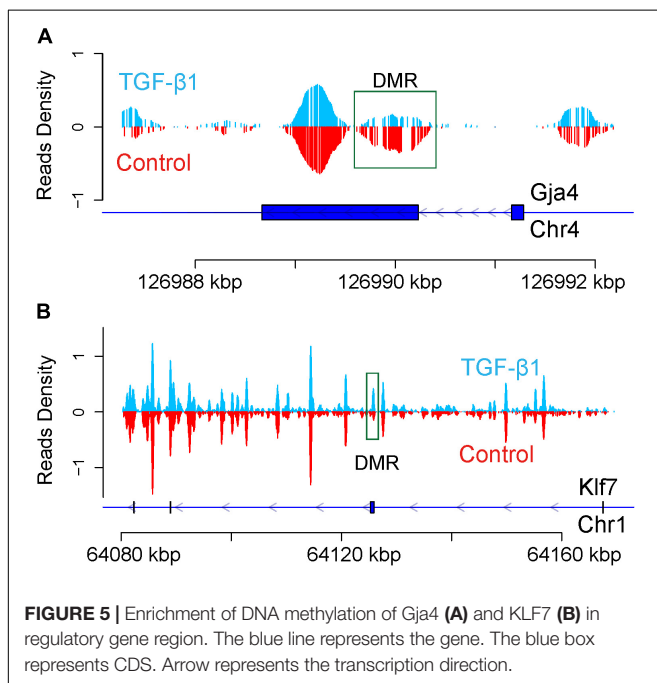 A
1
TGF-β1
DMR
Reads Density
0
Control
-1
Gja4
Chr4
126988 kbp
126990 kbp
126992 kbp
B
1
TGF-β1
Reads Density
0
DMR
Control
-1
Klf7
Chr1
64080 kbp
64120 kbp
64160 kbp
FIGURE 5 | Enrichment of DNA methylation of Gja4 (A) and KLF7 (B) in
regulatory gene region. The blue line represents the gene. The blue box
represents CDS. Arrow represents the transcription direction.